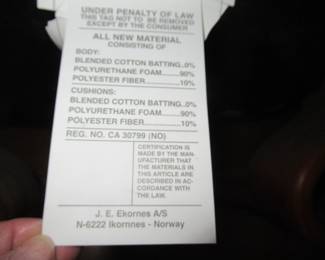 UNDER PENALTY OF LAW
THIS TAG NOT TO BE REMOVED
EXCEPT BY THE CONSUMER
ALL NEW MATERIAL
CONSISTING OF
BODY:
BLENDED COTTON BATTING..0%
POLYURETHANE FOAM.....90%
POLYESTER FIBER..............10%
CUSHIONS:
BLENDED COTTON BATTING..0%
POLYURETHANE FOAM.....90%
POLYESTER FIBER..............10%
REG. NO. CA 30799 (NO)
CERTIFICATION IS
MADE BY THE MAN-
UFACTURER THAT
THE MATERIALS IN
THIS ARTICLE ARE
DESCRIBED IN AC-
CORDANCE WITH
THE LAW.
J. E. Ekornes A/S
N-6222 Ikornnes - Norway